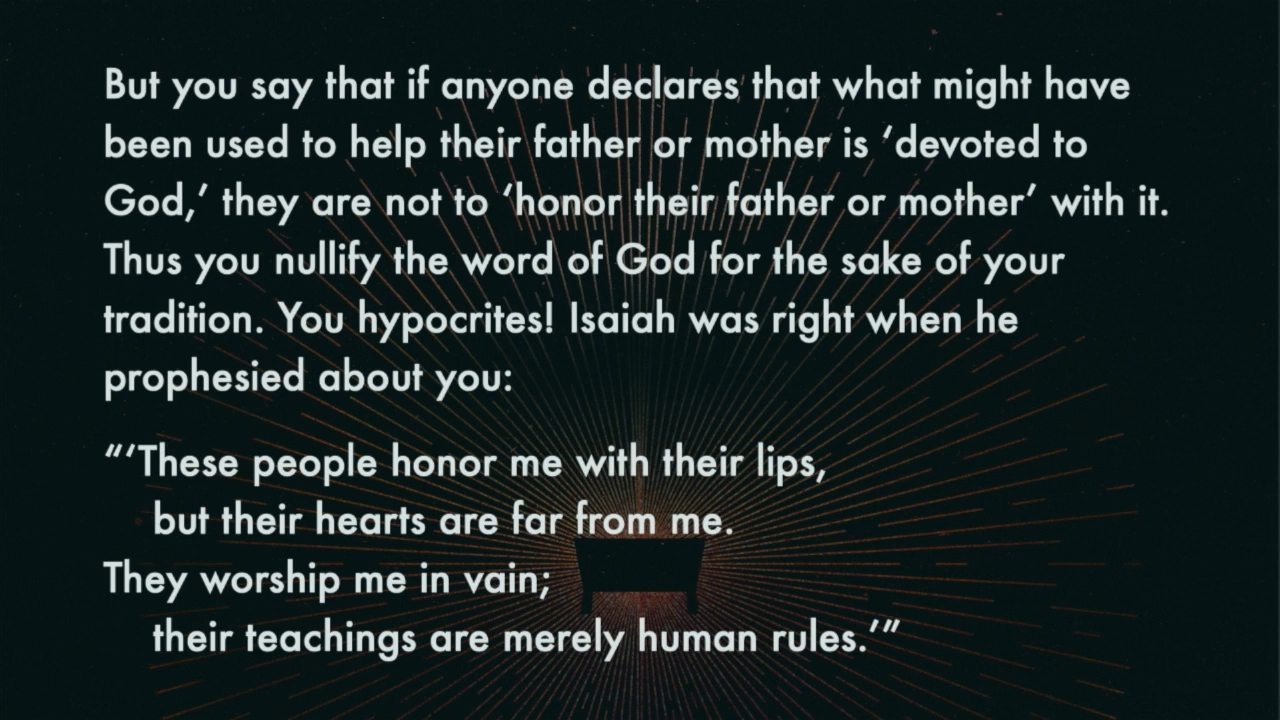 But you say that if anyone declares that what might have
been used to help their father or mother is ‘devoted to
God,’ they are not to ‘honor their father or mother’ with it.
Thus you nullify the word of God for the sake of your
tradition. You hypocrites! Isaiah was right when he
prophesied about you:
“‘These people honor me with their lips,
but their hearts are far from me.
They worship me in vain;
their teachings are merely human rules.’”